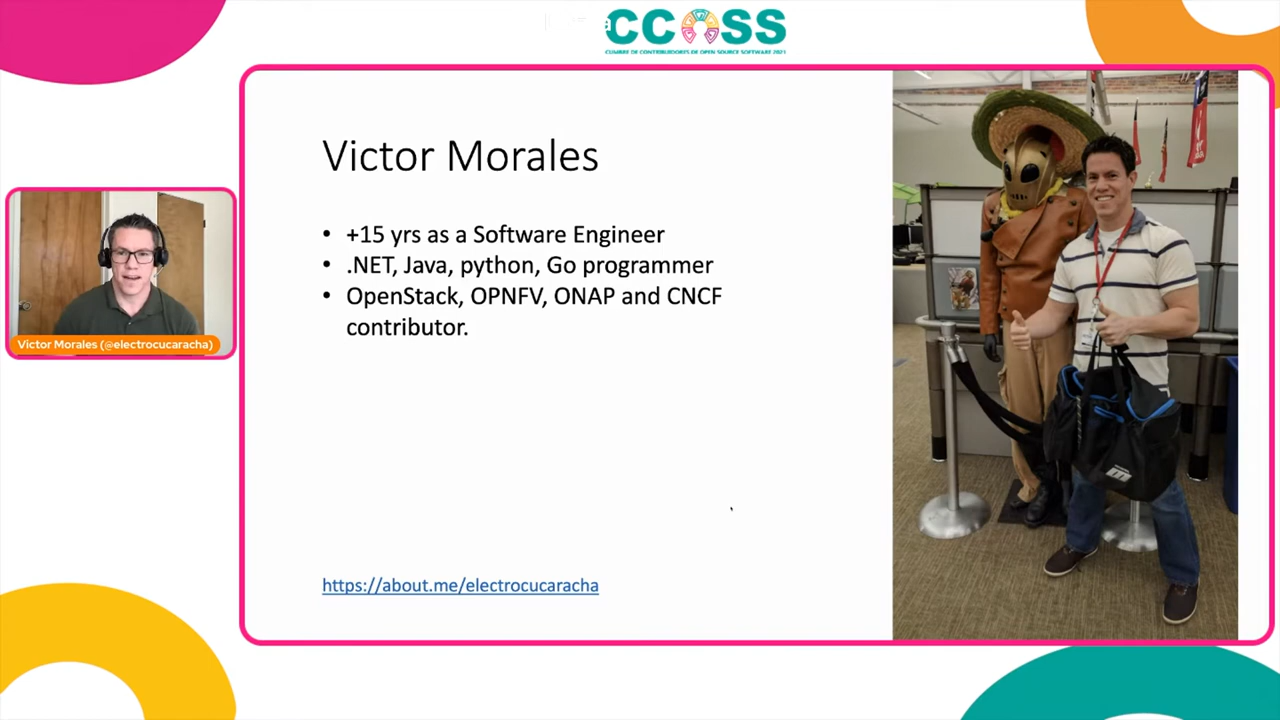 CCOSS
CUMBRE DE CONTRIBUIDORES DE OPEN SOURCE SOFTWARE 2021
Victor Morales
• +15 yrs as a Software Engineer
• .NET, Java, python, Go programmer
• OpenStack, OPNFV, ONAP and CNCF
contributor.
Victor Morales (@electrocucaracha)
https://about.me/electrocucaracha